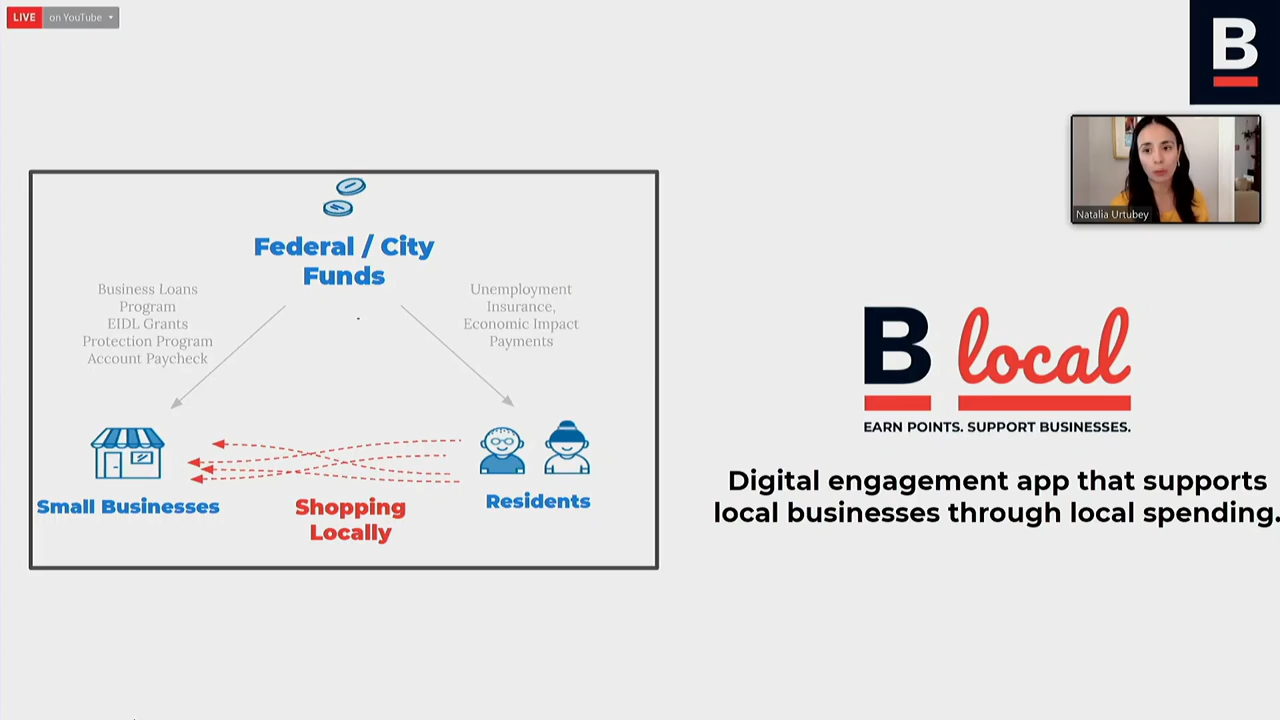 LIVE on YouTube
B
Natalia Urtubey
Federal / City
Funds
Business Loans
Program
EIDL Grants
Protection Program
Account Paycheck
Unemployment
Insurance,
Economic Impact
Payments
Small Businesses
Shopping
Locally
Residents
B local
EARN POINTS. SUPPORT BUSINESSES.
Digital engagement app that supports
local businesses through local spending.